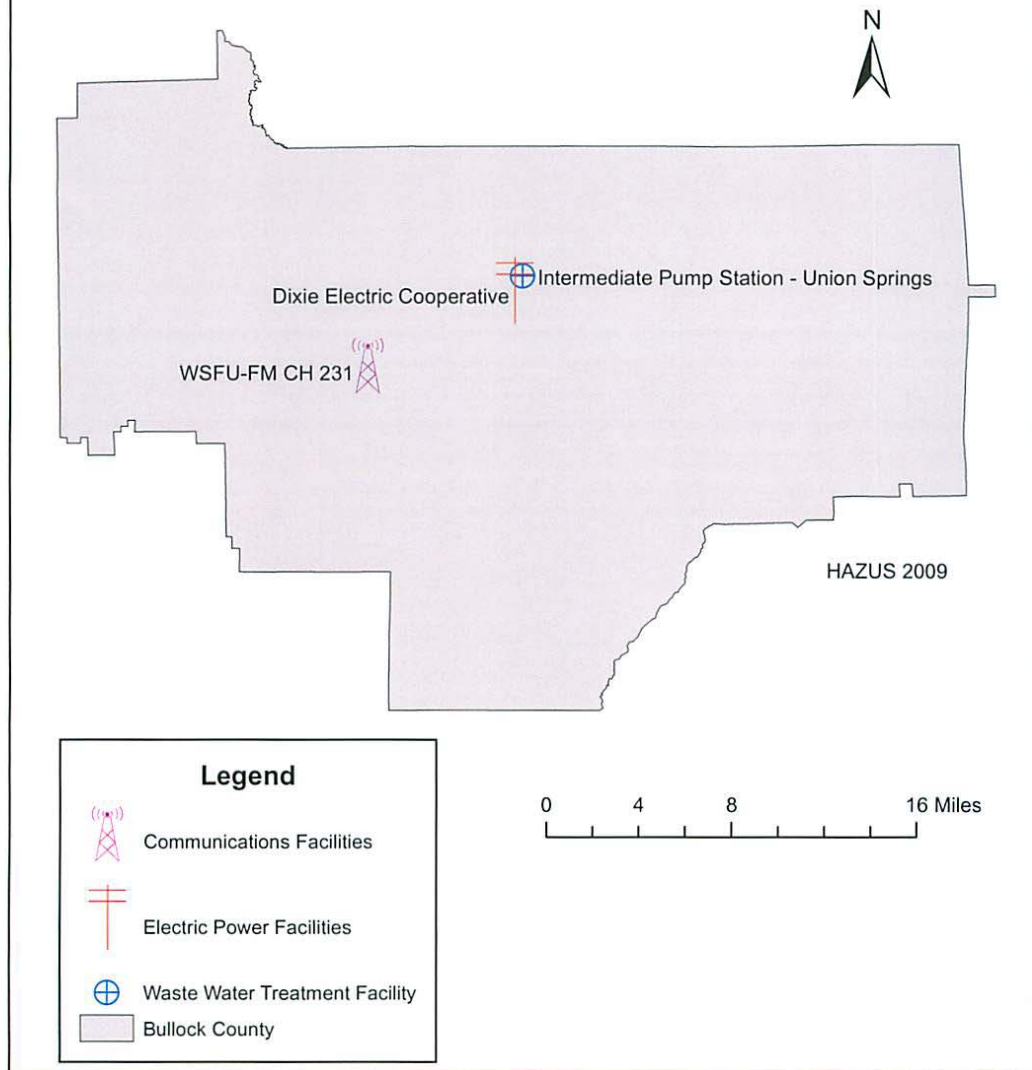 N
Intermediate Pump Station - Union Springs
Dixie Electric Cooperative
WSFU-FM CH 231
HAZUS 2009
Legend
Communications Facilities
Electric Power Facilities
Waste Water Treatment Facility
Bullock County
0 4 8 16 Miles